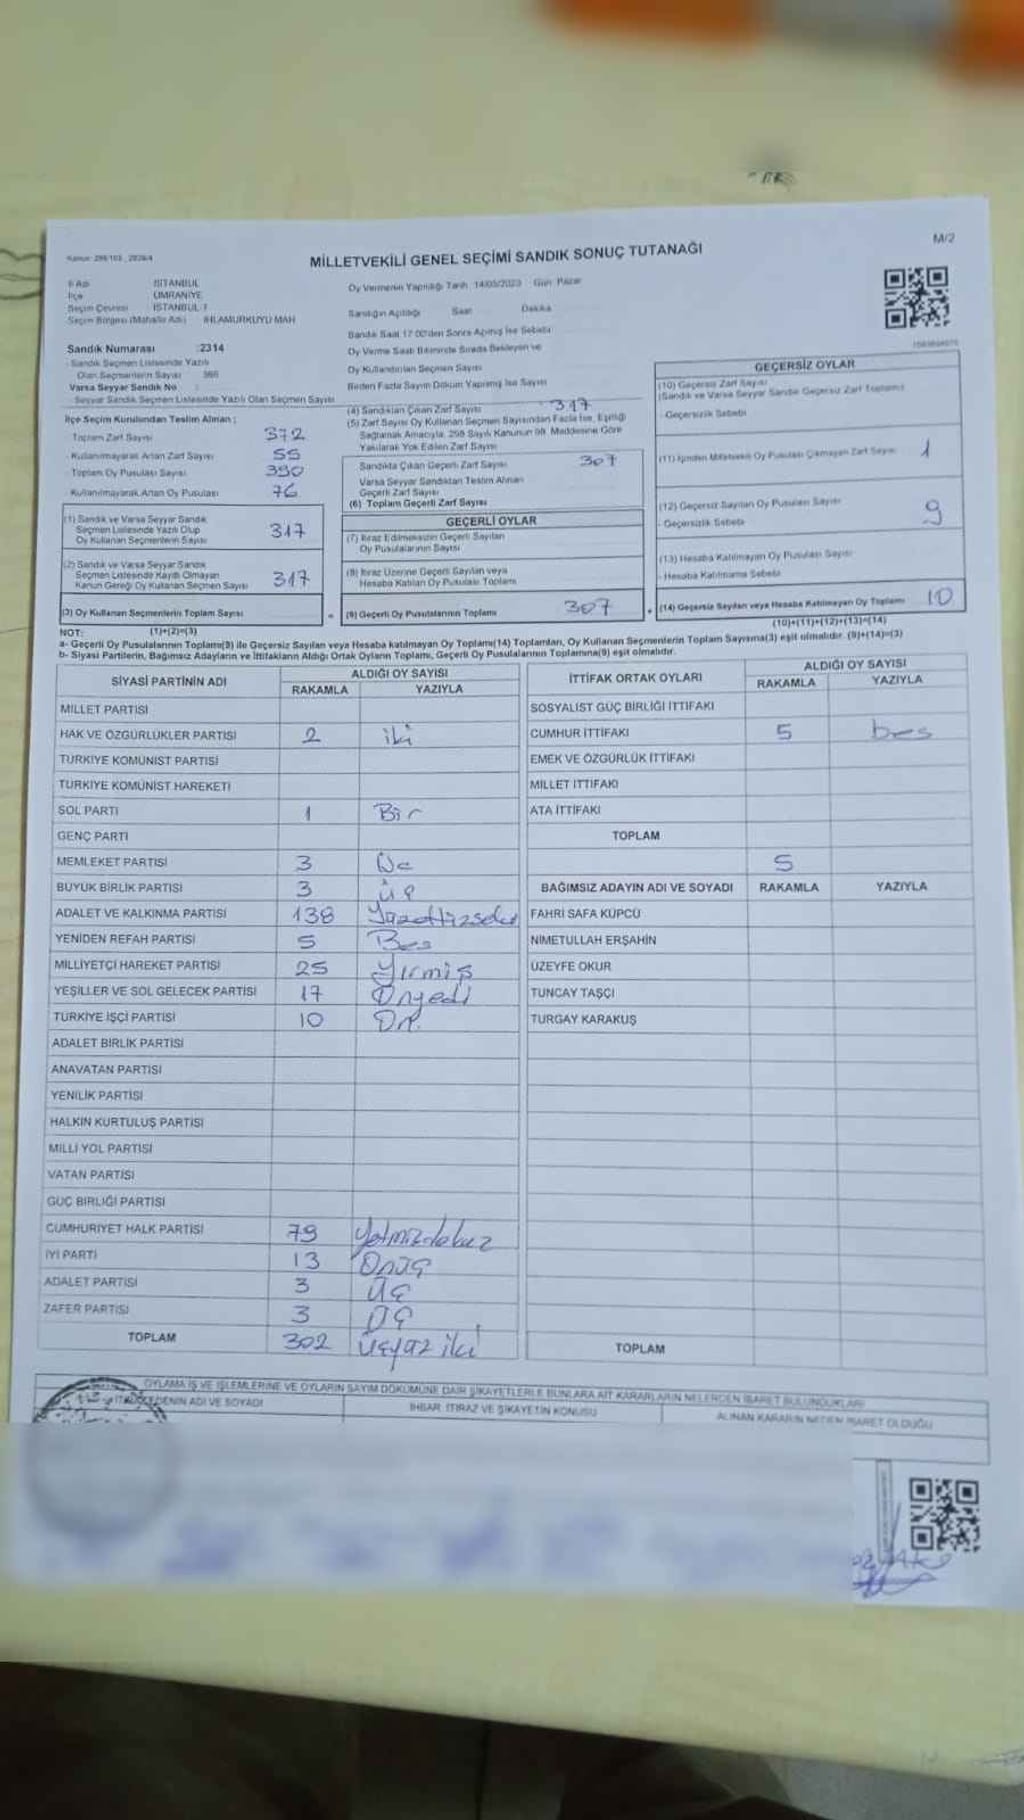 M/2
MİLLETVEKİLİ GENEL SEÇİMİ SANDIK SONUÇ TUTANAĞI
İli Adı İSTANBUL
İlçe ÜMRANİYE
Seçim Çevresi İSTANBUL-1
Seçim Bölgesi (Mahalle Adı) IHLAMURKUYU MAH
Sandık Numarası :2314
- Sandık Seçmen Listesinde Yazılı
Olan Seçmenlerin Sayısı
Varsa Seyyar Sandık No :
- Seyyar Sandık Seçmen Listesinde Yazılı Olan Seçmen Sayısı
Oy Vermenin Yapıldığı Tarih 14/05/2023 Gün Pazar
Sandığın Açıldığı Saat Dakika
Sandık Saat 17:00'den Sonra Açılmış İse Sebebi
Oy Verme Saati Bitiminde Sırada Bekleyen ve
Oy Kullandırılan Seçmen Sayısı
Birden Fazla Sayım Döküm Yapılmış İse Sayısı
İlçe Seçim Kurulundan Teslim Alınan ;
Toplam Zarf Sayısı 372
Kullanılmayarak Artan Zarf Sayısı 55
Toplam Oy Pusulası Sayısı 390
Kullanılmayarak Artan Oy Pusulası 76
(1) Sandık ve Varsa Seyyar Sandık
Seçmen Listesinde Yazılı Olup
Oy Kullanan Seçmenlerin Sayısı 317
(2) Sandık ve Varsa Seyyar Sandık
Seçmen Listesinde Kayıtlı Olmayan
Kanun Gereği Oy Kullanan Seçmen Sayısı 317
(3) Oy Kullanan Seçmenlerin Toplam Sayısı
(1)+(2)=(3)
(4) Sandıktan Çıkan Zarf Sayısı 317
(5) Zarf Sayısı Oy Kullanan Seçmen Sayısından Fazla İse, Eşitliği
Sağlamak Amacıyla, 298 Sayılı Kanunun 98. Maddesine Göre
Yakılarak Yok Edilen Zarf Sayısı
Sandıkta Çıkan Geçerli Zarf Sayısı 307
Varsa Seyyar Sandıktan Teslim Alınan
Geçerli Zarf Sayısı
(6) Toplam Geçerli Zarf Sayısı
GEÇERLİ OYLAR
(7) İtiraz Edilmeksizin Geçerli Sayılan
Oy Pusulalarının Sayısı
(8) İtiraz Üzerine Geçerli Sayılan veya
Hesaba Katılan Oy Pusulası Toplamı
(9) Geçerli Oy Pusulalarının Toplamı 307
GEÇERSİZ OYLAR
(10) Geçersiz Zarf Sayısı
(Sandık ve Varsa Seyyar Sandık Geçersiz Zarf Toplamı)
- Geçersizlik Sebebi
(11) İçinden Milletvekili Oy Pusulası Çıkmayan Zarf Sayısı 1
(12) Geçersiz Sayılan Oy Pusulası Sayısı 9
- Geçersizlik Sebebi
(13) Hesaba Katılmayan Oy Pusulası Sayısı
- Hesaba Katılmama Sebebi
(14) Geçersiz Sayılan veya Hesaba Katılmayan Oy Toplamı 10
(10)+(11)+(12)+(13)=(14)
NOT:
a- Geçerli Oy Pusulalarının Toplamı(9) ile Geçersiz Sayılan veya Hesaba katılmayan Oy Toplamı(14) Toplamları, Oy Kullanan Seçmenlerin Toplam Sayısına(3) eşit olmalıdır. (9)+(14)=(3)
b- Siyasi Partilerin, Bağımsız Adayların ve İttifakların Aldığı Ortak Oyların Toplamı, Geçerli Oy Pusulalarının Toplamına(9) eşit olmalıdır.
SİYASİ PARTİNİN ADI ALDIĞI OY SAYISI
RAKAMLA YAZIYLA
MİLLET PARTİSİ
HAK VE ÖZGÜRLÜKLER PARTİSİ 2 iki
TÜRKİYE KOMÜNİST PARTİSİ
TÜRKİYE KOMÜNİST HAREKETİ
SOL PARTİ 1 Bir
GENÇ PARTİ
MEMLEKET PARTİSİ 3 Üç
BÜYÜK BİRLİK PARTİSİ 3 üç
ADALET VE KALKINMA PARTİSİ 138
YENİDEN REFAH PARTİSİ 5 Beş
MİLLİYETÇİ HAREKET PARTİSİ 25
YEŞİLLER VE SOL GELECEK PARTİSİ 17 Onyedi
TÜRKİYE İŞÇİ PARTİSİ 10 On.
ADALET BİRLİK PARTİSİ
ANAVATAN PARTİSİ
YENİLİK PARTİSİ
HALKIN KURTULUŞ PARTİSİ
MİLLİ YOL PARTİSİ
VATAN PARTİSİ
GÜÇ BİRLİĞİ PARTİSİ
CUMHURİYET HALK PARTİSİ 79
İYİ PARTİ 13 Onüç
ADALET PARTİSİ 3 üç
ZAFER PARTİSİ 3 üç
TOPLAM 302 üçyüz iki
İTTİFAK ORTAK OYLARI ALDIĞI OY SAYISI
RAKAMLA YAZIYLA
SOSYALİST GÜÇ BİRLİĞİ İTTİFAKI
CUMHUR İTTİFAKI 5 beş
EMEK VE ÖZGÜRLÜK İTTİFAKI
MİLLET İTTİFAKI
ATA İTTİFAKI
TOPLAM
5
BAĞIMSIZ ADAYIN ADI VE SOYADI RAKAMLA YAZIYLA
FAHRİ SAFA KÜPCÜ
NİMETULLAH ERŞAHİN
ÜZEYFE OKUR
TUNCAY TAŞÇI
TURGAY KARAKUŞ
TOPLAM
OYLAMA İŞ VE İŞLEMLERİNE VE OYLARIN SAYIM DÖKÜMÜNE DAİR ŞİKAYETLERLE BUNLARA AİT KARARLARIN NELERDEN İBARET BULUNDUKLARI
ADI VE SOYADI
İHBAR, İTİRAZ VE ŞİKAYETİN KONUSU
ALINAN KARARIN NEDEN İBARET OLDUĞU